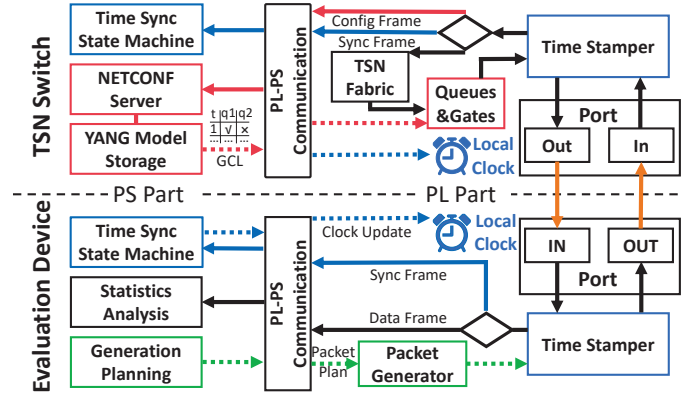 TSN Switch
Time Sync
State Machine
NETCONF
Server
YANG Model
Storage
t |q1|q2
1 √ ×
... ... ...
GCL
PL-PS
Communication
Config Frame
Sync Frame
TSN
Fabric
Queues
&Gates
Time Stamper
Port
Out
In
Local
Clock
PS Part
PL Part
Evaluation Device
Time Sync
State Machine
Statistics
Analysis
Generation
Planning
PL-PS
Communication
Clock Update
Local
Clock
Sync Frame
Data Frame
Packet
Plan
Packet
Generator
IN
OUT
Port
Time Stamper